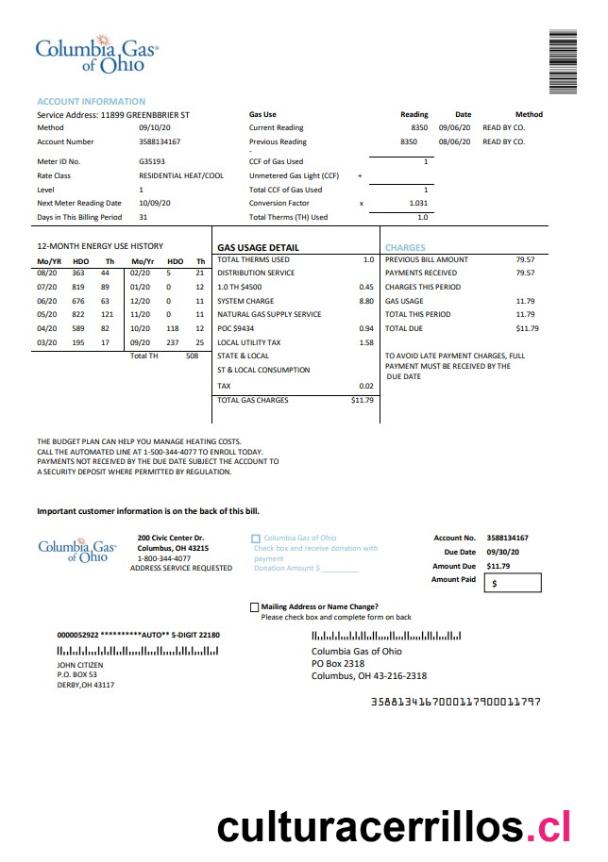 Columbia Gas®
of Ohio
ACCOUNT INFORMATION
Service Address: 11899 GREENBBRIER ST Gas Use Reading Date Method
Method 09/10/20 Current Reading 8350 09/06/20 READ BY CO.
Account Number 3588134167 Previous Reading 8350 08/06/20 READ BY CO.
-
Meter ID No. G35193 CCF of Gas Used 1
Rate Class RESIDENTIAL HEAT/COOL Unmetered Gas Light (CCF) +
Level 1 Total CCF of Gas Used 1
Next Meter Reading Date 10/09/20 Conversion Factor x 1.031
Days in This Billing Period 31 Total Therms (TH) Used 1.0
12-MONTH ENERGY USE HISTORY
Mo/YR HDO Th Mo/Yr HDO Th
08/20 363 44 02/20 5 21
07/20 819 89 01/20 0 12
06/20 676 63 12/20 0 11
05/20 822 121 11/20 0 11
04/20 589 82 10/20 118 12
03/20 195 17 09/20 237 25
Total TH 508
GAS USAGE DETAIL
TOTAL THERMS USED 1.0
DISTRIBUTION SERVICE
1.0 TH $4500 0.45
SYSTEM CHARGE 8.80
NATURAL GAS SUPPLY SERVICE
POC $9434 0.94
LOCAL UTILITY TAX 1.58
STATE & LOCAL
ST & LOCAL CONSUMPTION
TAX 0.02
TOTAL GAS CHARGES $11.79
CHARGES
PREVIOUS BILL AMOUNT 79.57
PAYMENTS RECEIVED 79.57
CHARGES THIS PERIOD
GAS USAGE 11.79
TOTAL THIS PERIOD 11.79
TOTAL DUE $11.79
TO AVOID LATE PAYMENT CHARGES, FULL
PAYMENT MUST BE RECEIVED BY THE
DUE DATE
THE BUDGET PLAN CAN HELP YOU MANAGE HEATING COSTS.
CALL THE AUTOMATED LINE AT 1-500-344-4077 TO ENROLL TODAY.
PAYMENTS NOT RECEIVED BY THE DUE DATE SUBJECT THE ACCOUNT TO
A SECURITY DEPOSIT WHERE PERMITTED BY REGULATION.
Important customer information is on the back of this bill.
Columbia Gas®
of Ohio
200 Civic Center Dr.
Columbus, OH 43215
1-800-344-4077
ADDRESS SERVICE REQUESTED
Columbia Gas of Ohio
Check box and receive donation with
payment
Donation Amount $ ________
Account No. 3588134167
Due Date 09/30/20
Amount Due $11.79
Amount Paid $
Mailing Address or Name Change?
Please check box and complete form on back
0000052922 **********AUTO** 5-DIGIT 22180
JOHN CITIZEN
P.O. BOX 53
DERBY,OH 43117
Columbia Gas of Ohio
PO Box 2318
Columbus, OH 43-216-2318
358813416700011790001179​7
culturacerrillos.cl